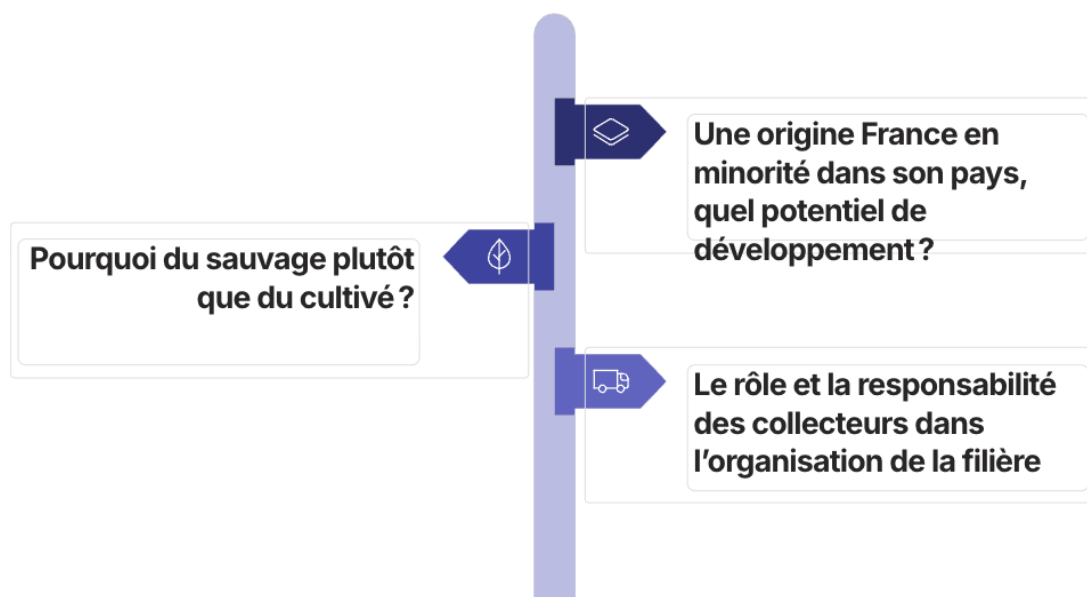 Une origine France en
minorité dans son pays,
quel potentiel de
développement ?
Pourquoi du sauvage plutôt
que du cultivé ?
Le rôle et la responsabilité
des collecteurs dans
l’organisation de la filière